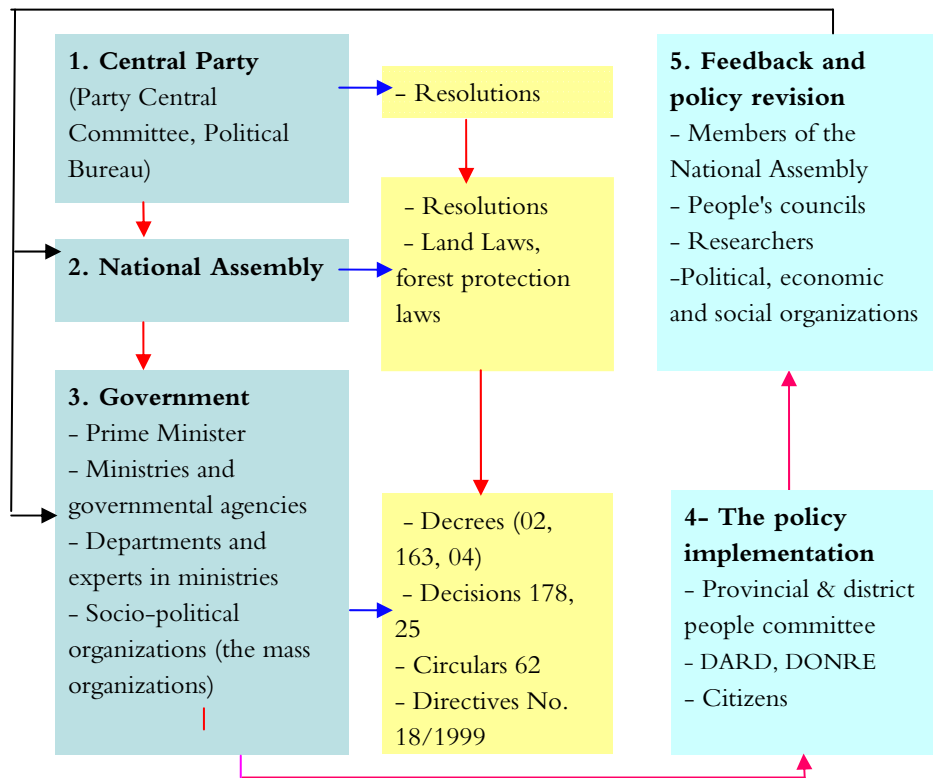 1. Central Party
(Party Central
Committee, Political
Bureau)
- Resolutions
2. National Assembly
- Resolutions
- Land Laws,
forest protection
laws
3. Government
- Prime Minister
- Ministries and
governmental agencies
- Departments and
experts in ministries
- Socio-political
organizations (the mass
organizations)
- Decrees (02,
163, 04)
- Decisions 178,
25
- Circulars 62
- Directives No.
18/1999
4- The policy
implementation
- Provincial & district
people committee
- DARD, DONRE
- Citizens
5. Feedback and
policy revision
- Members of the
National Assembly
- People's councils
- Researchers
-Political, economic
and social organizations